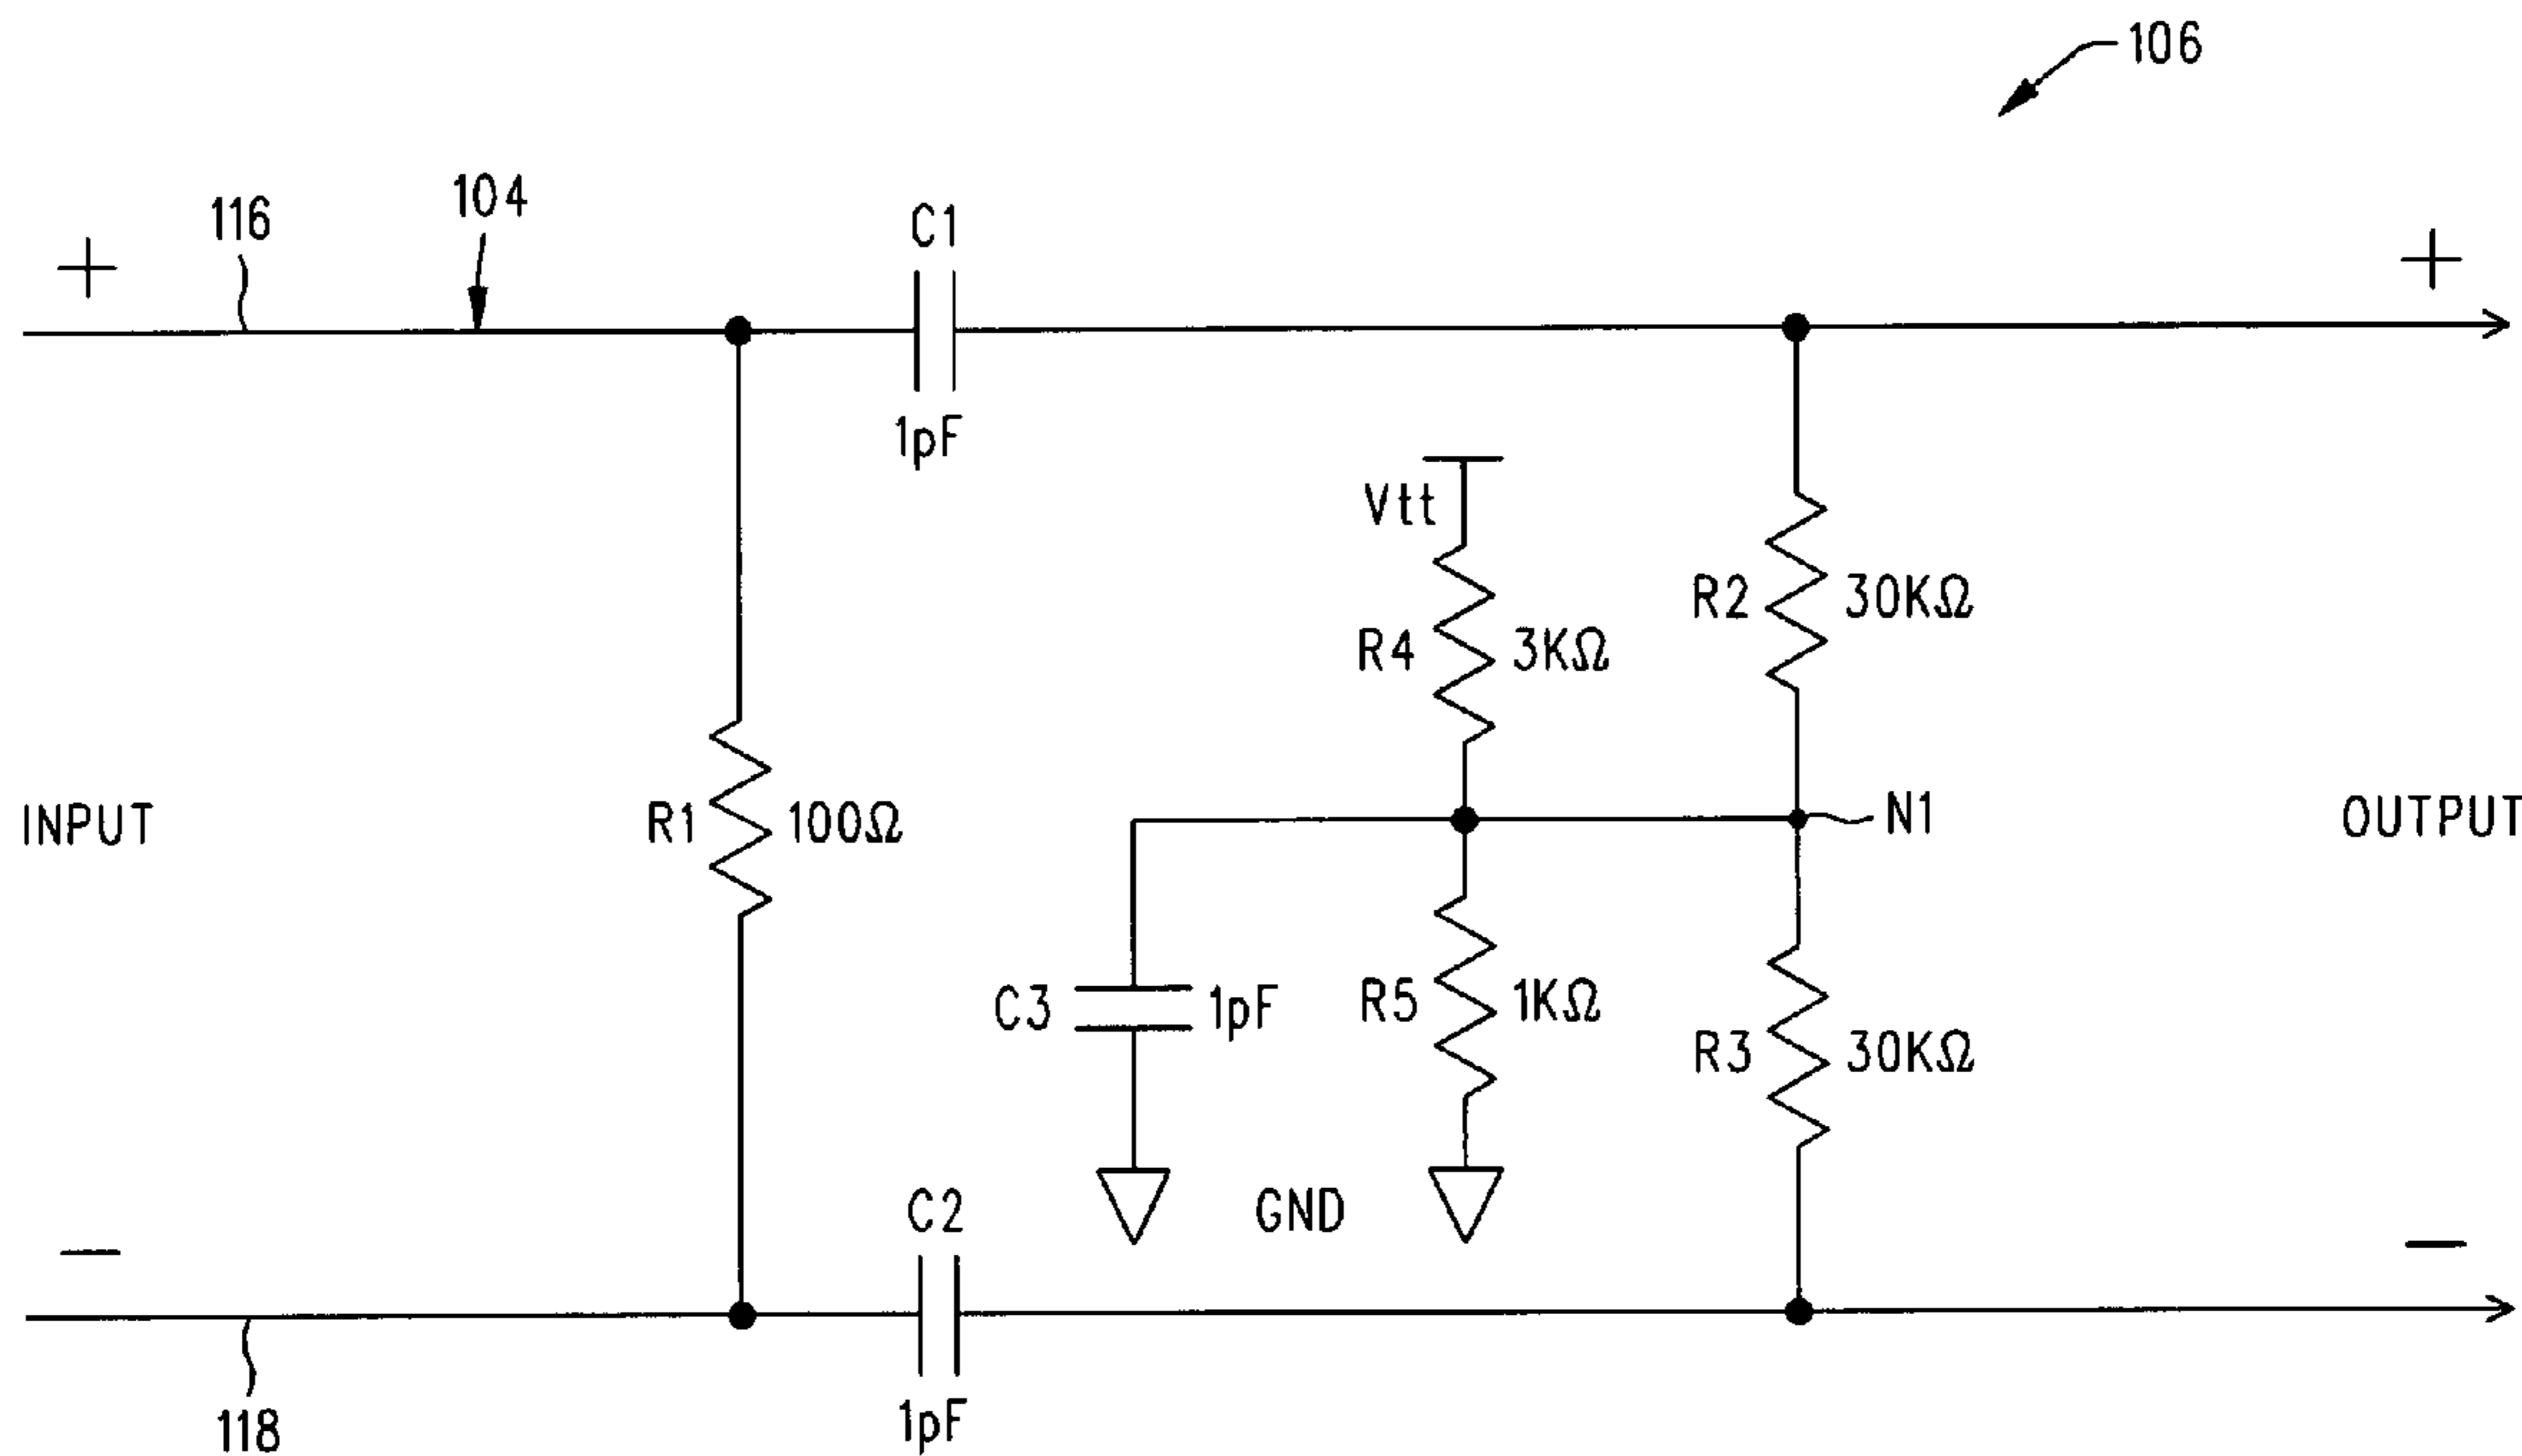 106
104
116
C1
+
+
1pF
Vtt
R2 30KΩ
R4 3KΩ
INPUT
R1 100Ω
N1
OUTPUT
C3 1pF
R5 1KΩ
R3 30KΩ
C2
GND
−
−
118
1pF